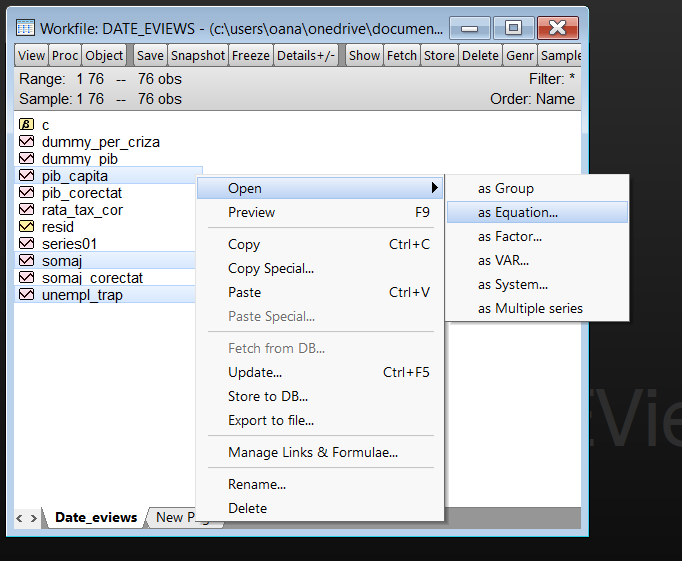 Workfile: DATE_EVIEWS - (c:\users\oana\onedrive\documen...
View Proc Object Save Snapshot Freeze Details+/- Show Fetch Store Delete Genr Sample
Range: 1 76 -- 76 obs Filter: *
Sample: 1 76 -- 76 obs Order: Name
β c
dummy_per_criza
dummy_pib
pib_capita
pib_corectat
rata_tax_cor
resid
series01
somaj
somaj_corectat
unempl_trap
Open
Preview F9
Copy Ctrl+C
Copy Special...
Paste Ctrl+V
Paste Special...
Fetch from DB...
Update... Ctrl+F5
Store to DB...
Export to file...
Manage Links & Formulae...
Rename...
Delete
as Group
as Equation...
as Factor...
as VAR...
as System...
as Multiple series
EVie
< > Date_eviews New Pag